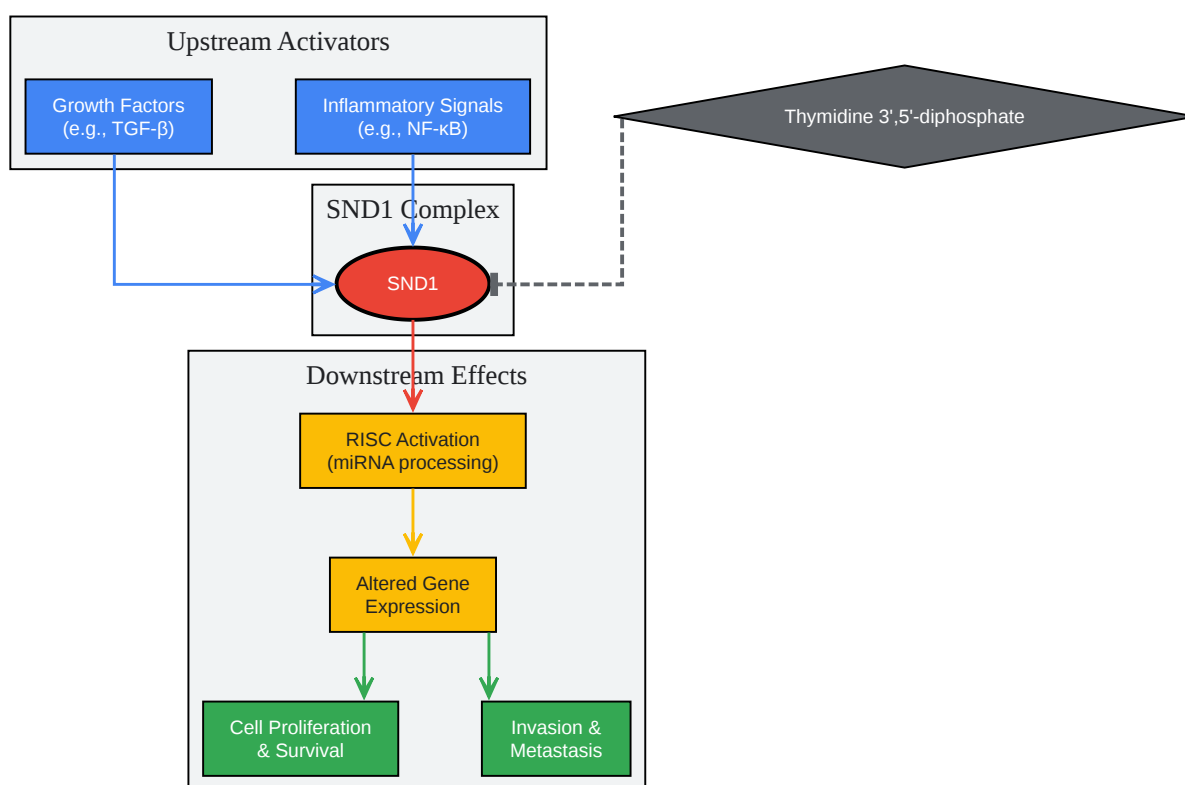 Upstream Activators
Growth Factors
(e.g., TGF-β)
Inflammatory Signals
(e.g., NF-κB)
Thymidine 3',5'-diphosphate
SND1 Complex
SND1
Downstream Effects
RISC Activation
(miRNA processing)
Altered Gene
Expression
Cell Proliferation
& Survival
Invasion &
Metastasis